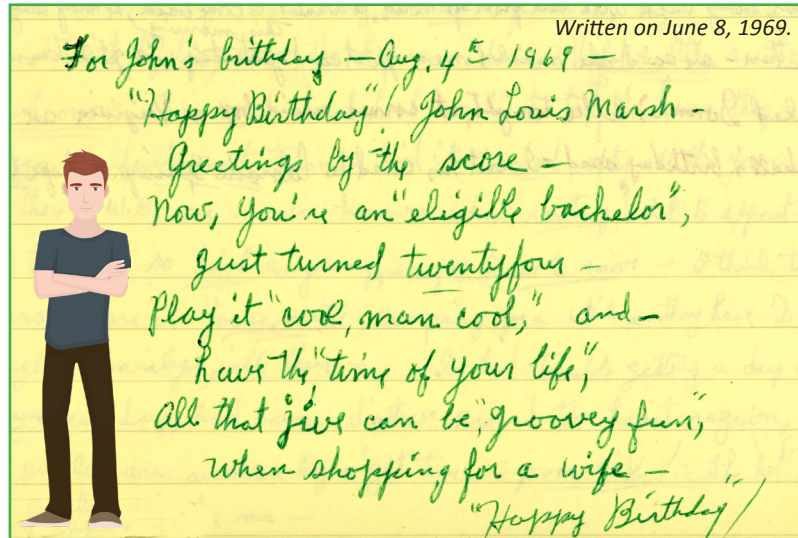 Written on June 8, 1969.
For John's birthday — Aug. 4th 1969 —
"Happy Birthday"! John Louis Marsh —
Greetings by the score —
Now, you're an "eligible bachelor",
just turned twentyfour —
Play it "cool, man cool," and —
have the, "time of your life",
All that jive can be, "groovey fun",
when shopping for a wife —
"Happy Birthday"!